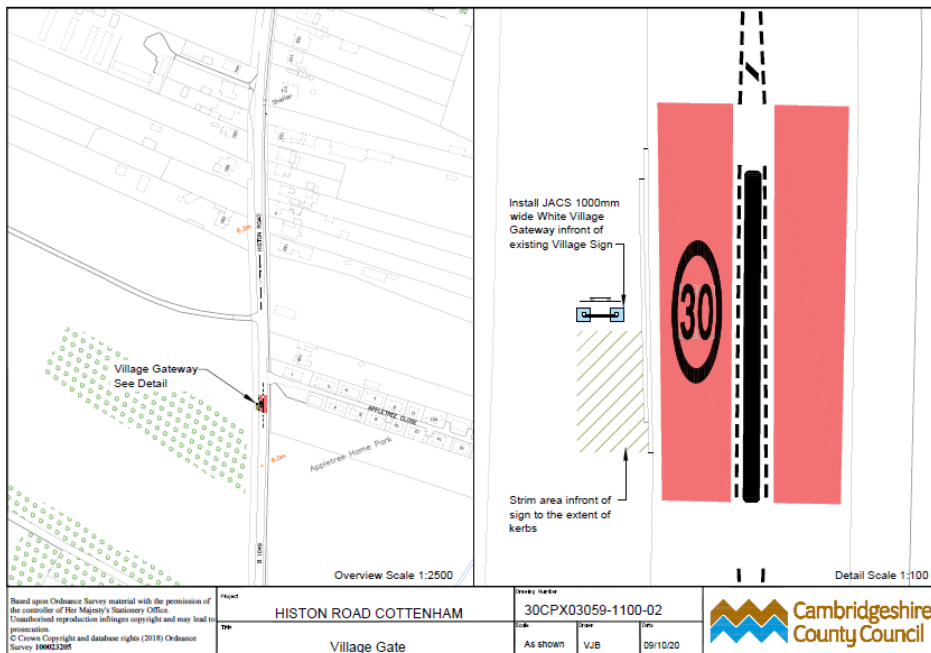 Shelter
HISTON ROAD
6.2m
Village Gateway
See Detail
APPLETREE CLOSE
Appletree Home Park
6.0m
B 1049
Overview Scale 1:2500
Install JACS 1000mm
wide White Village
Gateway infront of
existing Village Sign
30
Strim area infront of
sign to the extent of
kerbs
Detail Scale 1:100
Based upon Ordnance Survey material with the permission of
the controller of Her Majesty's Stationery Office.
Unauthorised reproduction infringes copyright and may lead to
prosecution.
© Crown Copyright and database rights (2018) Ordnance
Survey 100023205
Project
HISTON ROAD COTTENHAM
Title
Village Gate
Drawing Number
30CPX03059-1100-02
Scale
As shown
Drawn
VJB
Date
09/10/20
Cambridgeshire
County Council